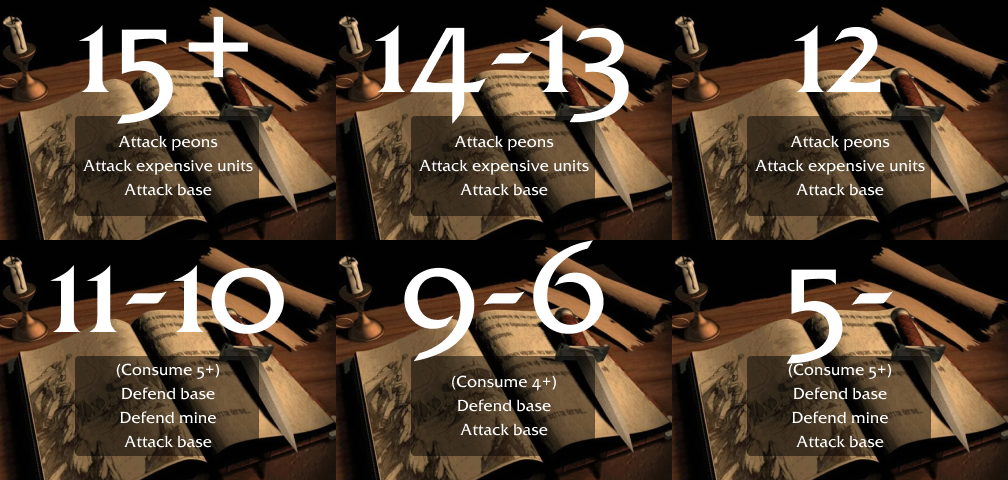 15+
Attack peons
Attack expensive units
Attack base
14-13
Attack peons
Attack expensive units
Attack base
12
Attack peons
Attack expensive units
Attack base
11-10
(Consume 5+)
Defend base
Defend mine
Attack base
9-6
(Consume 4+)
Defend base
Attack base
5-
(Consume 5+)
Defend base
Defend mine
Attack base